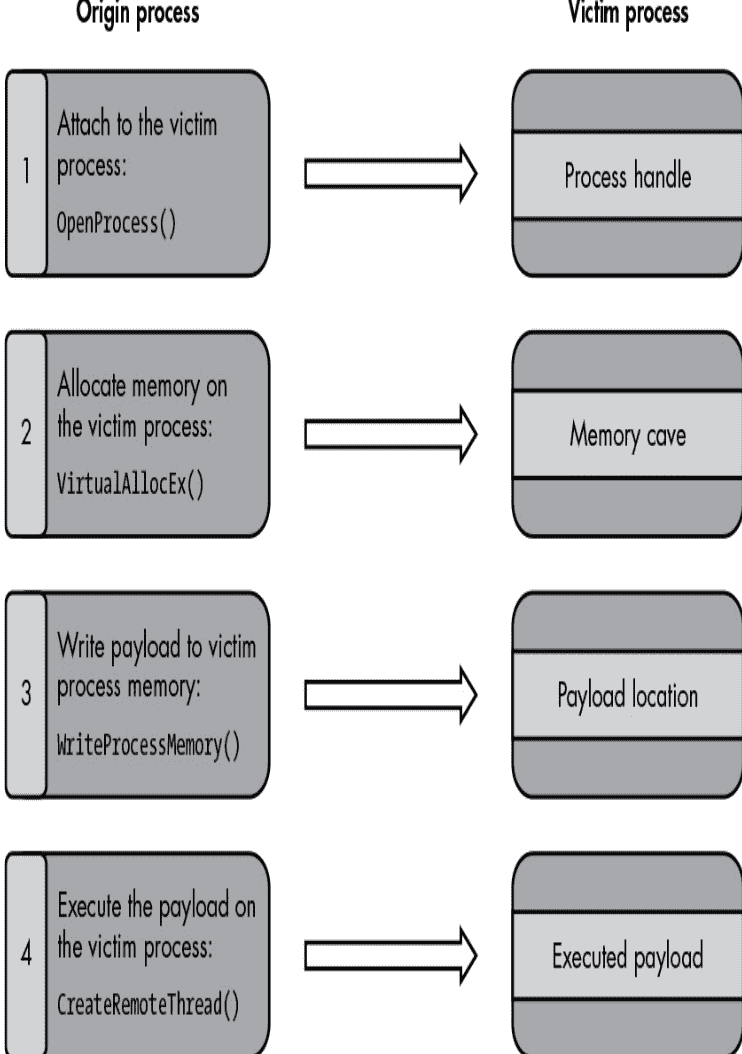 Origin process
Victim process
1
Attach to the victim
process:
OpenProcess()
Process handle
2
Allocate memory on
the victim process:
VirtualAllocEx()
Memory cave
3
Write payload to victim
process memory:
WriteProcessMemory()
Payload location
4
Execute the payload on
the victim process:
CreateRemoteThread()
Executed payload